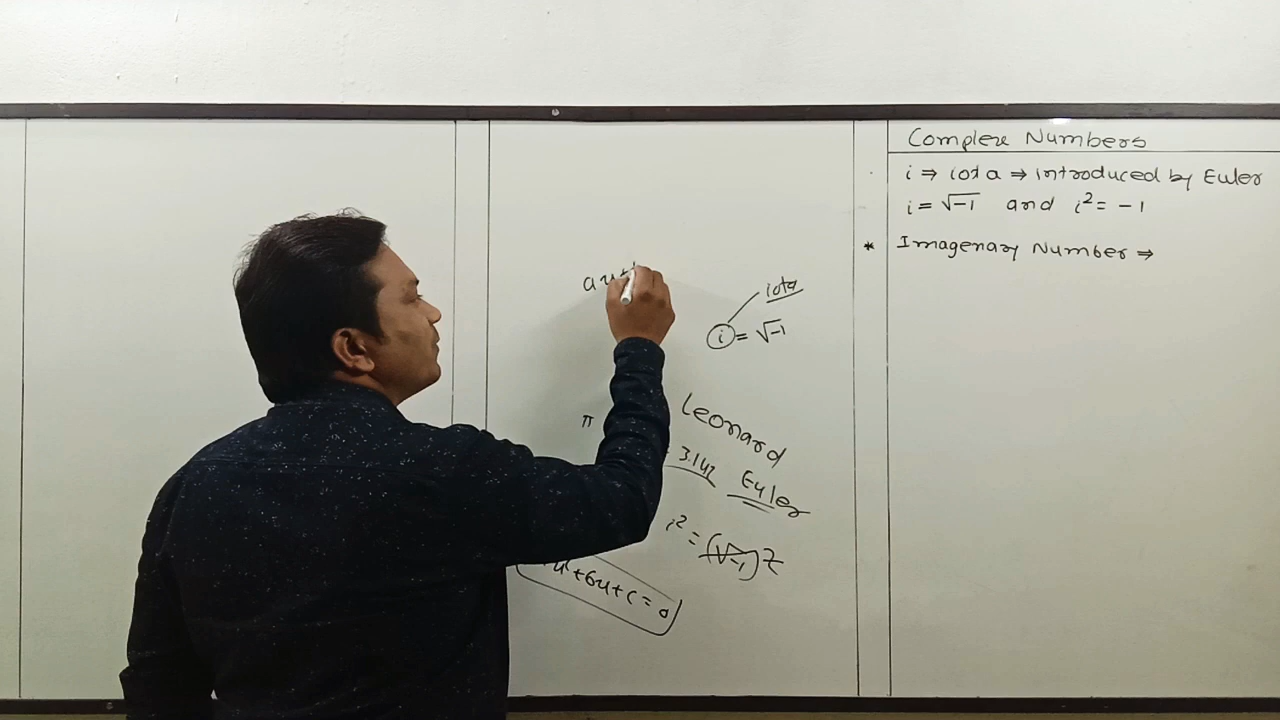 Complex Numbers
i ⇒ iota ⇒ introduced by Euler
i = √-1 and i² = -1
* Imagenary Number ⇒
iota
i = √-1
π
Leonard
3.142
Euler
i² = (√-1)²
+bx+c=0